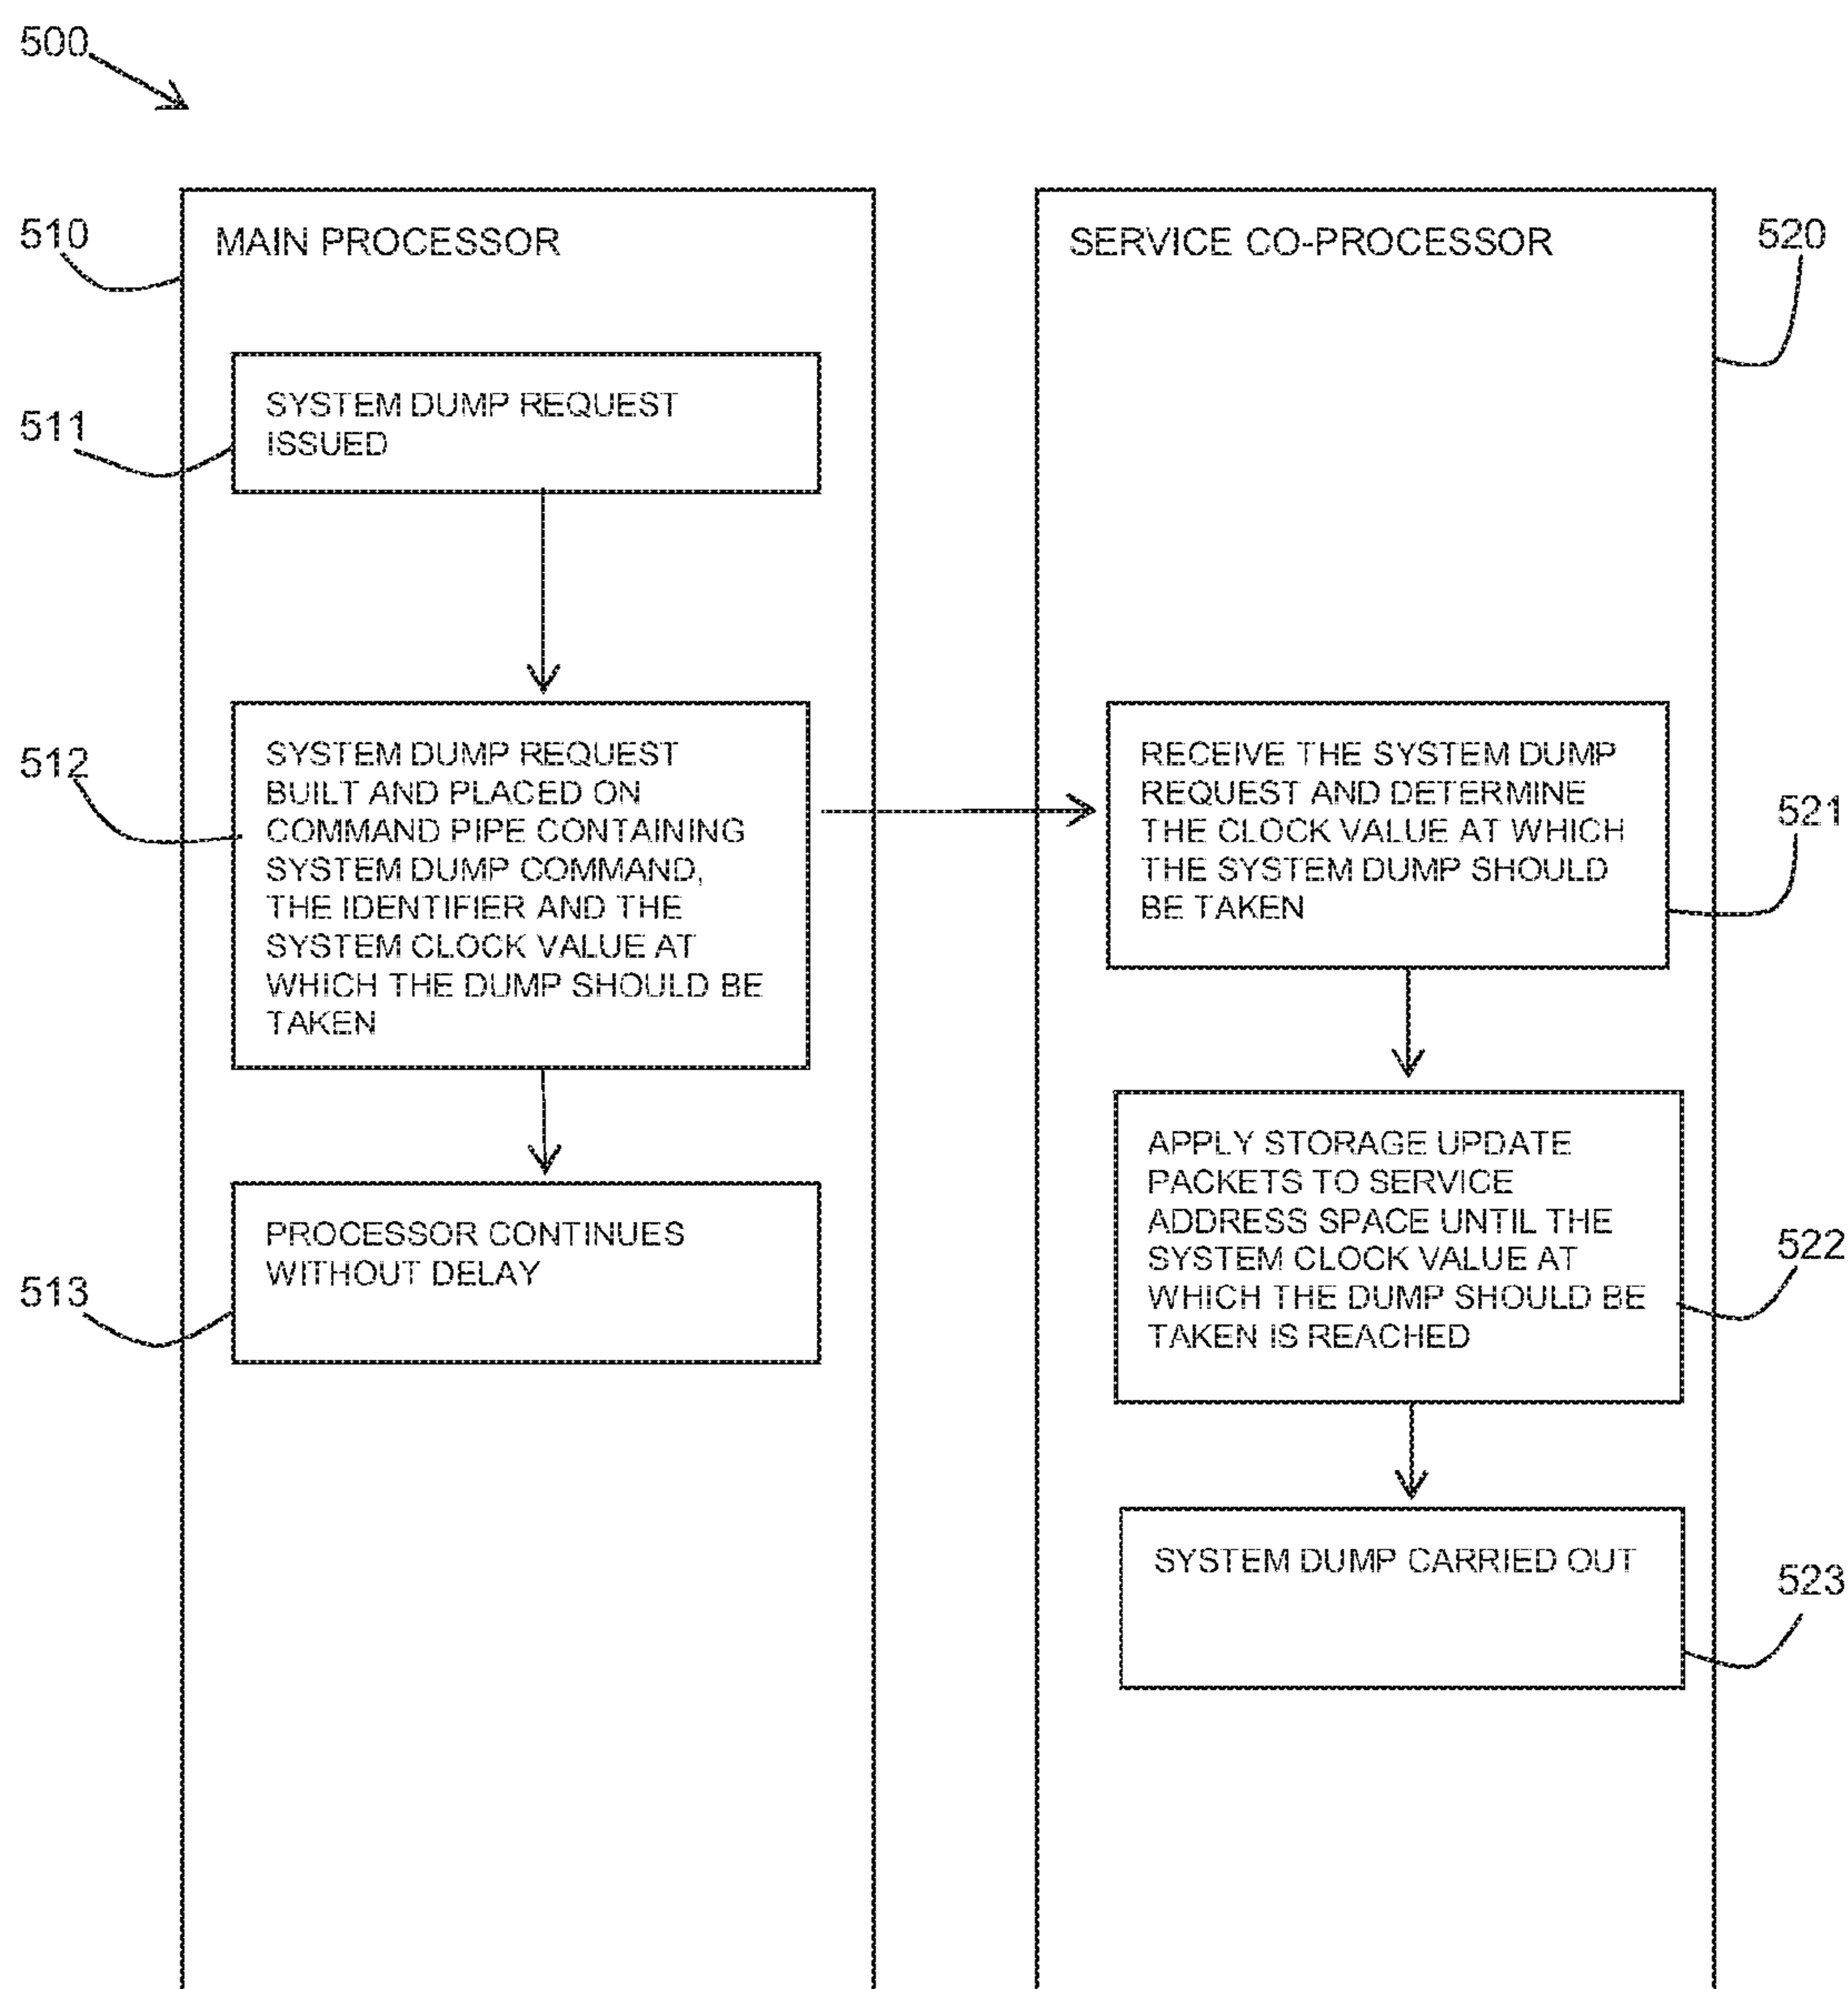 500
510
MAIN PROCESSOR
SERVICE CO-PROCESSOR
520
511
SYSTEM DUMP REQUEST
ISSUED
512
SYSTEM DUMP REQUEST
BUILT AND PLACED ON
COMMAND PIPE CONTAINING
SYSTEM DUMP COMMAND,
THE IDENTIFIER AND THE
SYSTEM CLOCK VALUE AT
WHICH THE DUMP SHOULD BE
TAKEN
RECEIVE THE SYSTEM DUMP
REQUEST AND DETERMINE
THE CLOCK VALUE AT WHICH
THE SYSTEM DUMP SHOULD
BE TAKEN
521
513
PROCESSOR CONTINUES
WITHOUT DELAY
APPLY STORAGE UPDATE
PACKETS TO SERVICE
ADDRESS SPACE UNTIL THE
SYSTEM CLOCK VALUE AT
WHICH THE DUMP SHOULD BE
TAKEN IS REACHED
522
SYSTEM DUMP CARRIED OUT
523